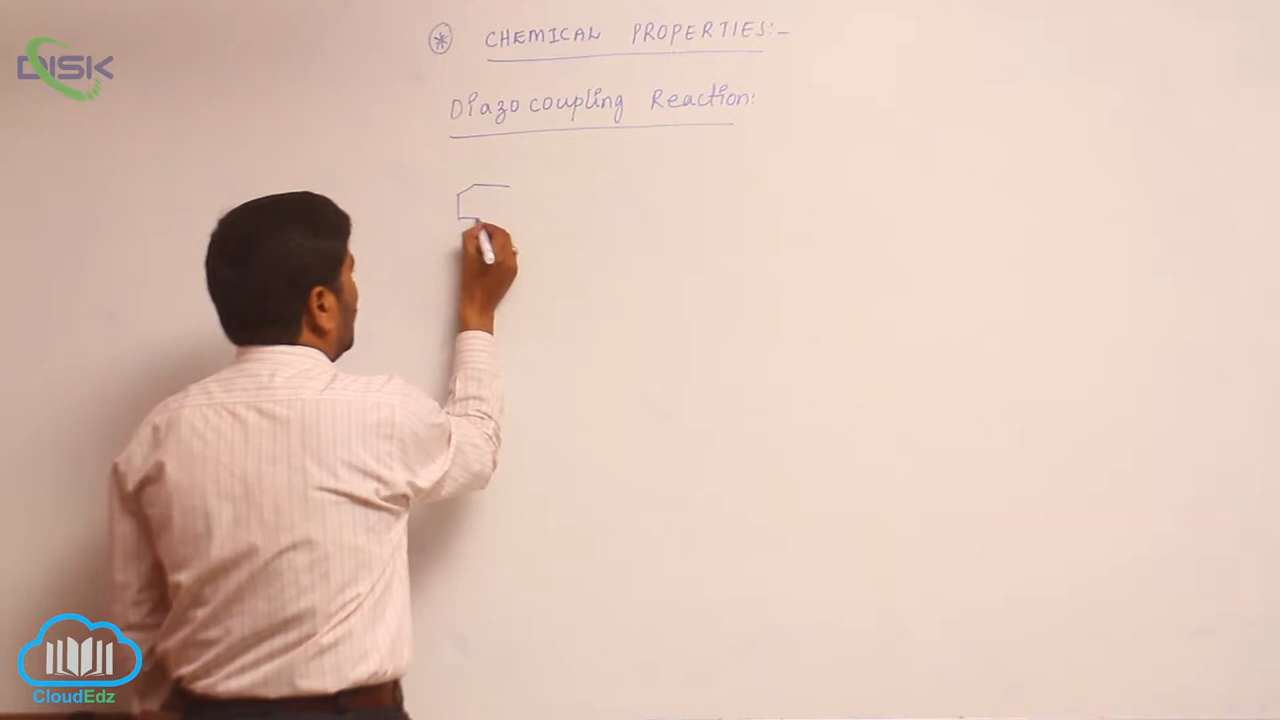 DISK
* CHEMICAL PROPERTIES:-
Diazo coupling Reaction:
CloudEdz